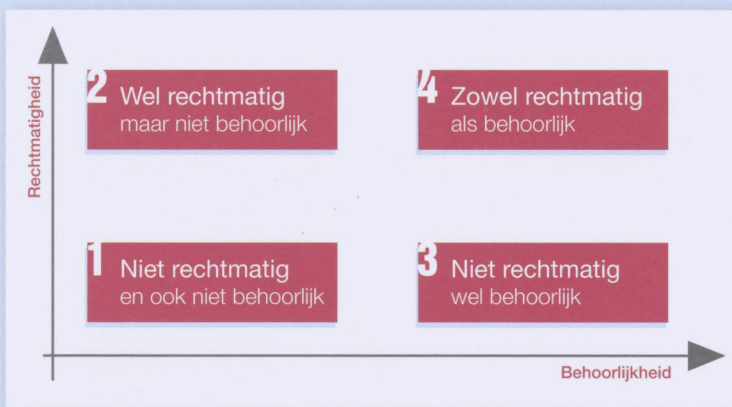 Rechtmatigheid
2 Wel rechtmatig
maar niet behoorlijk
4 Zowel rechtmatig
als behoorlijk
1 Niet rechtmatig
en ook niet behoorlijk
3 Niet rechtmatig
wel behoorlijk
Behoorlijkheid